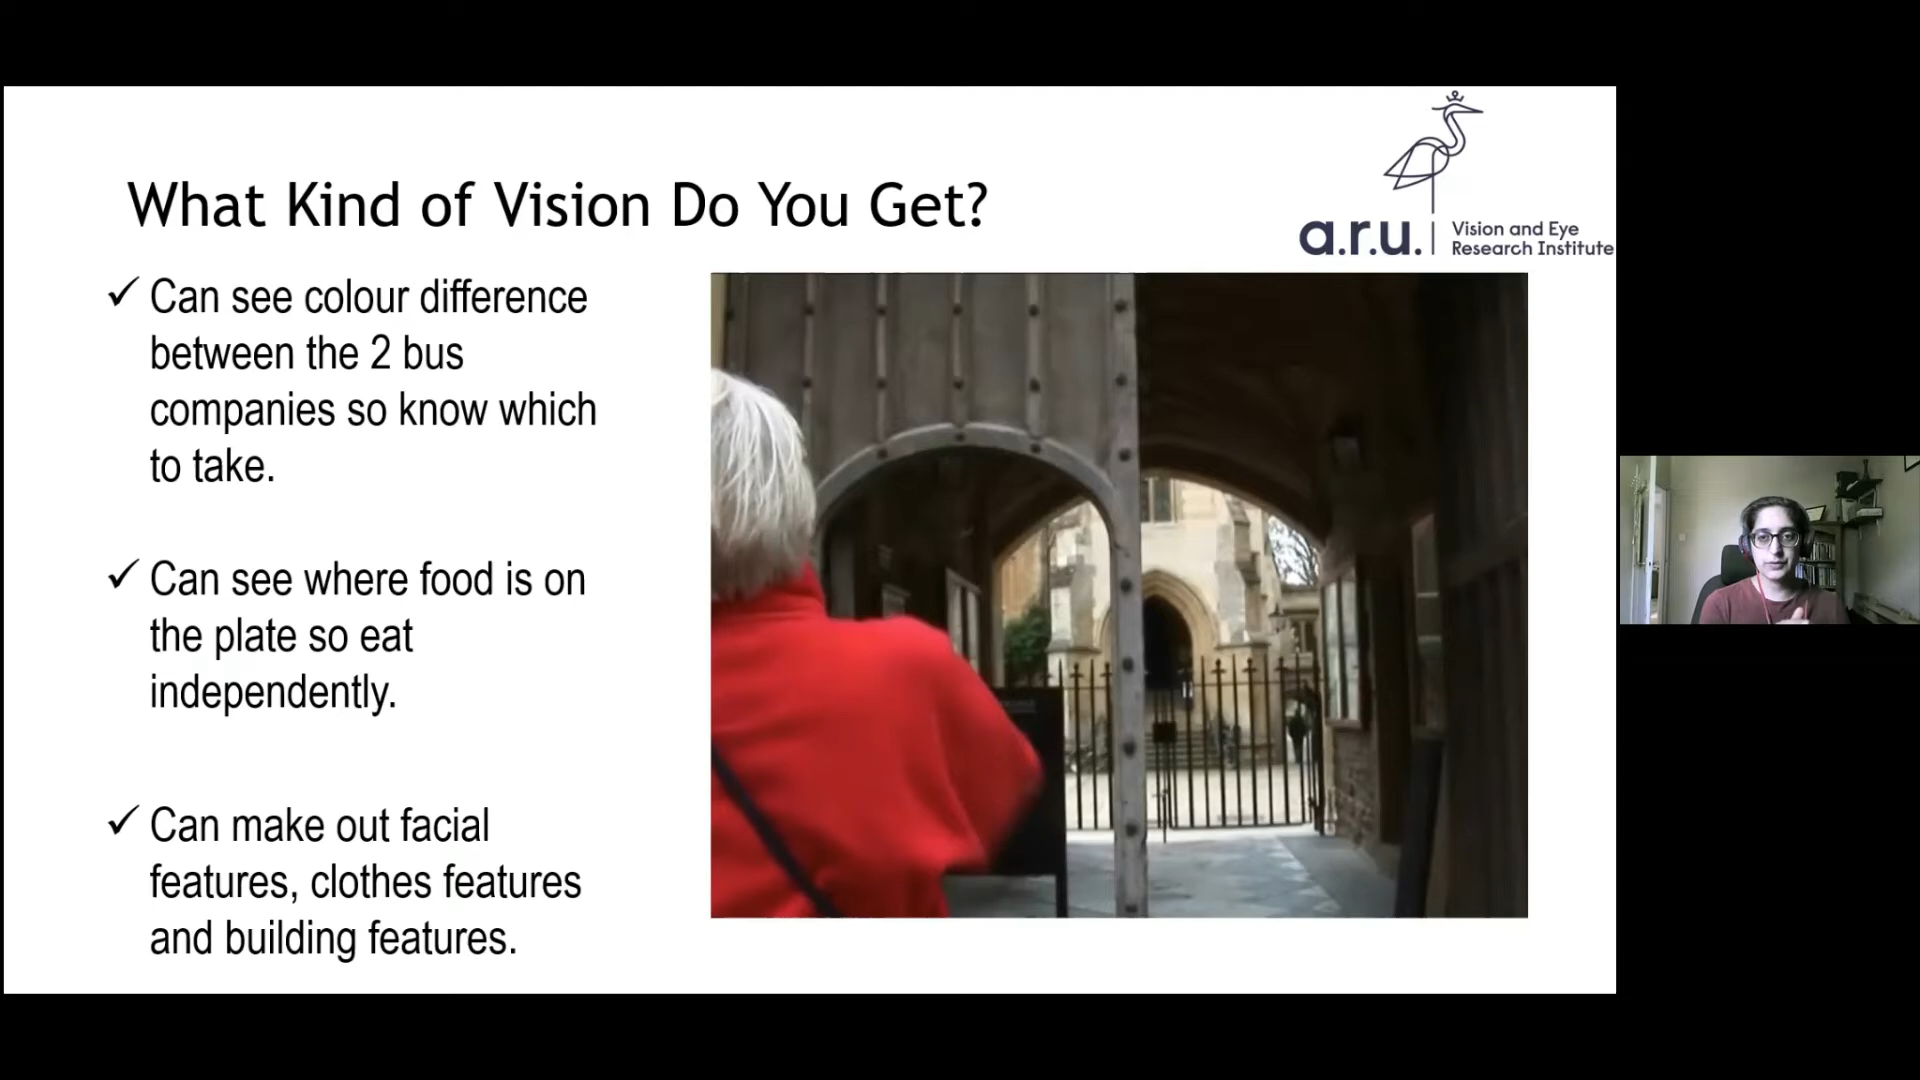 What Kind of Vision Do You Get?
a.r.u.
Vision and Eye
Research Institute
✓ Can see colour difference
between the 2 bus
companies so know which
to take.
✓ Can see where food is on
the plate so eat
independently.
✓ Can make out facial
features, clothes features
and building features.